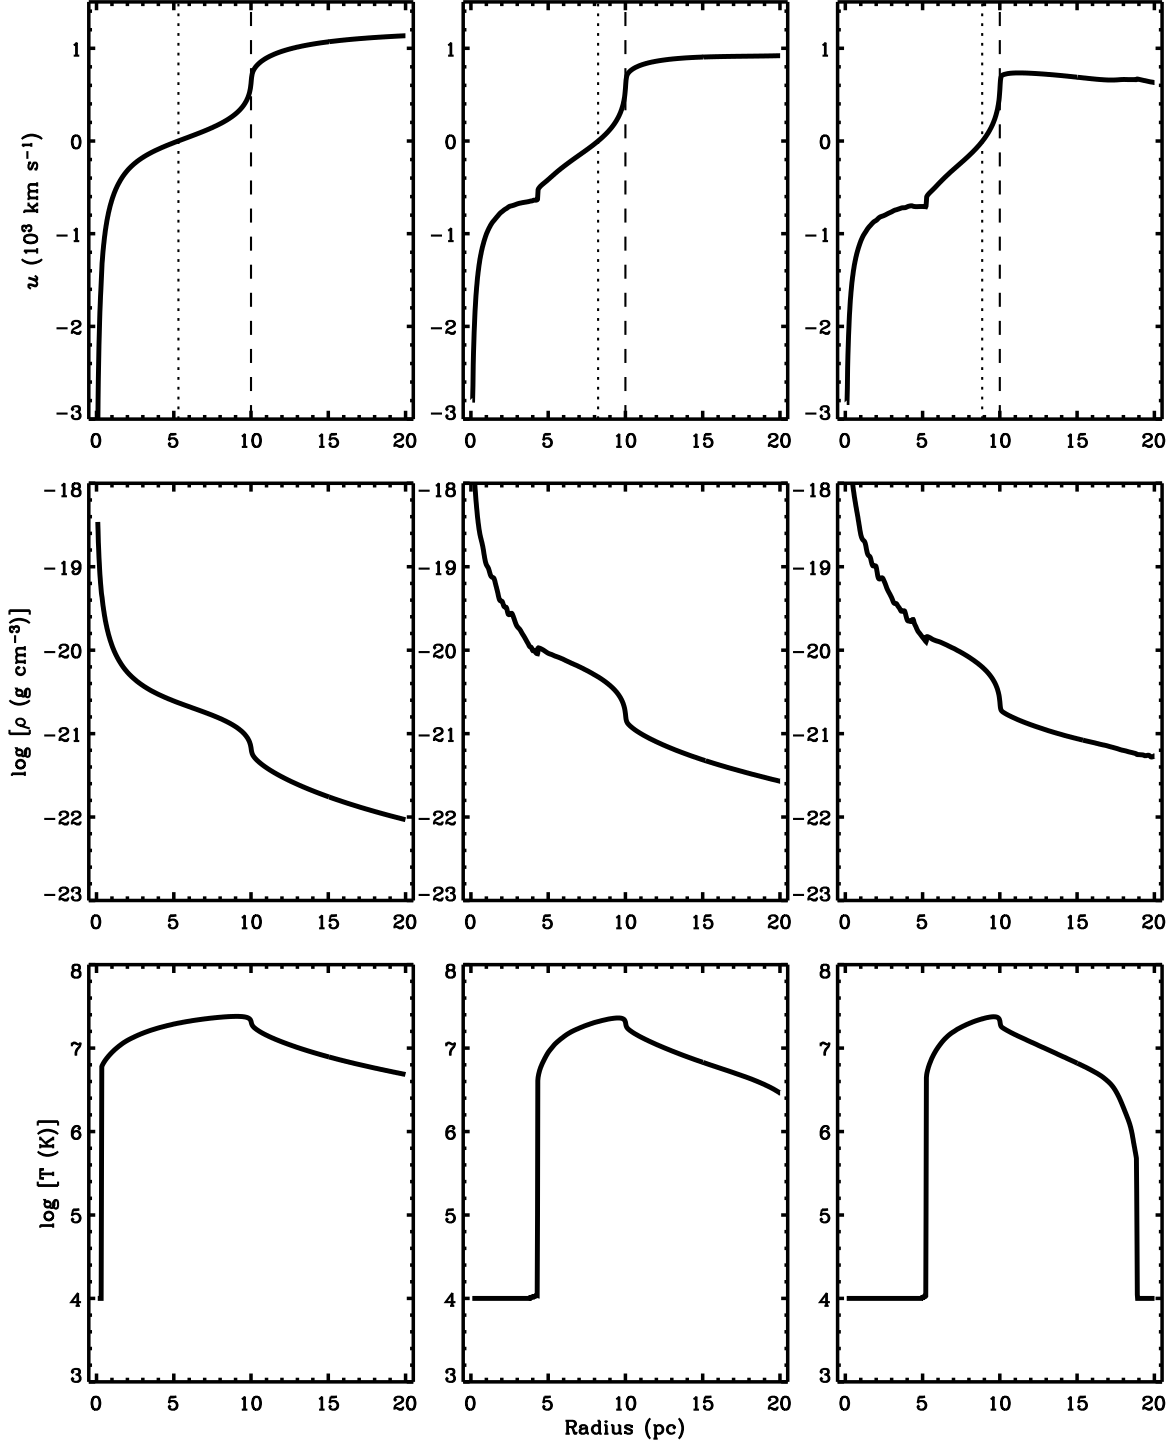 1 1 1
0 0 0
u (10³ km s⁻¹)
−1 −1 −1
−2 −2 −2
−3 −3 −3
0 5 10 15 20 0 5 10 15 20 0 5 10 15 20
−18 −18 −18
−19 −19 −19
−20 −20 −20
log [ρ (g cm⁻³)]
−21 −21 −21
−22 −22 −22
−23 −23 −23
0 5 10 15 20 0 5 10 15 20 0 5 10 15 20
8 8 8
7 7 7
6 6 6
log [T (K)]
5 5 5
4 4 4
3 3 3
0 5 10 15 20 0 5 10 15 20 0 5 10 15 20
Radius (pc)